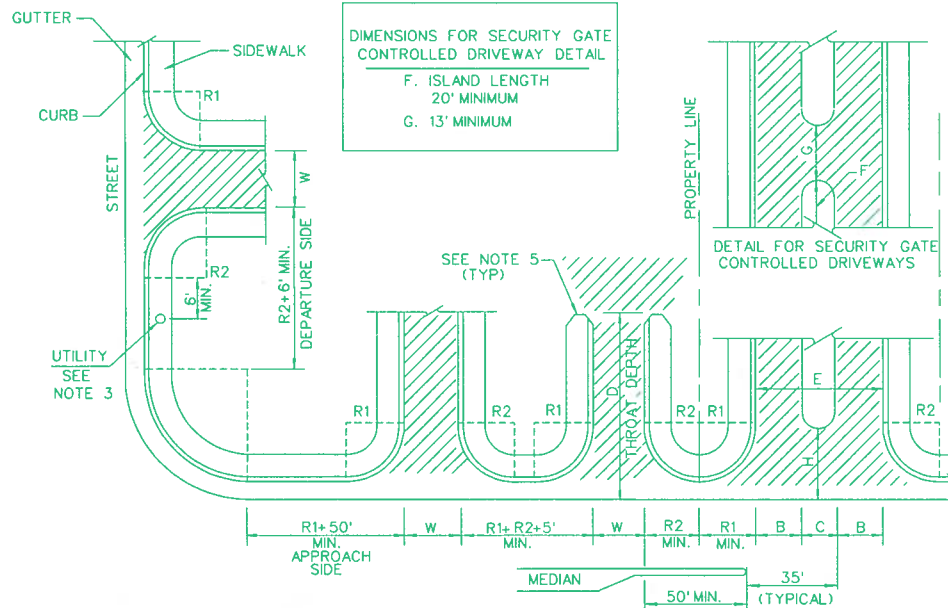 GUTTER
SIDEWALK
CURB
R1
STREET
W
R2
6'
MIN.
R2+6' MIN.
DEPARTURE SIDE
UTILITY
SEE
NOTE 3
DIMENSIONS FOR SECURITY GATE
CONTROLLED DRIVEWAY DETAIL
F. ISLAND LENGTH
20' MINIMUM
G. 13' MINIMUM
PROPERTY LINE
G
F
DETAIL FOR SECURITY GATE
CONTROLLED DRIVEWAYS
SEE NOTE 5
(TYP)
D
THROAT DEPTH
E
H
R1
R2
R1
R2
R1
R2
R1+50'
MIN.
APPROACH
SIDE
W
R1+R2+5'
MIN.
W
R2
MIN.
R1
MIN.
B
C
B
MEDIAN
50' MIN.
35'
(TYPICAL)